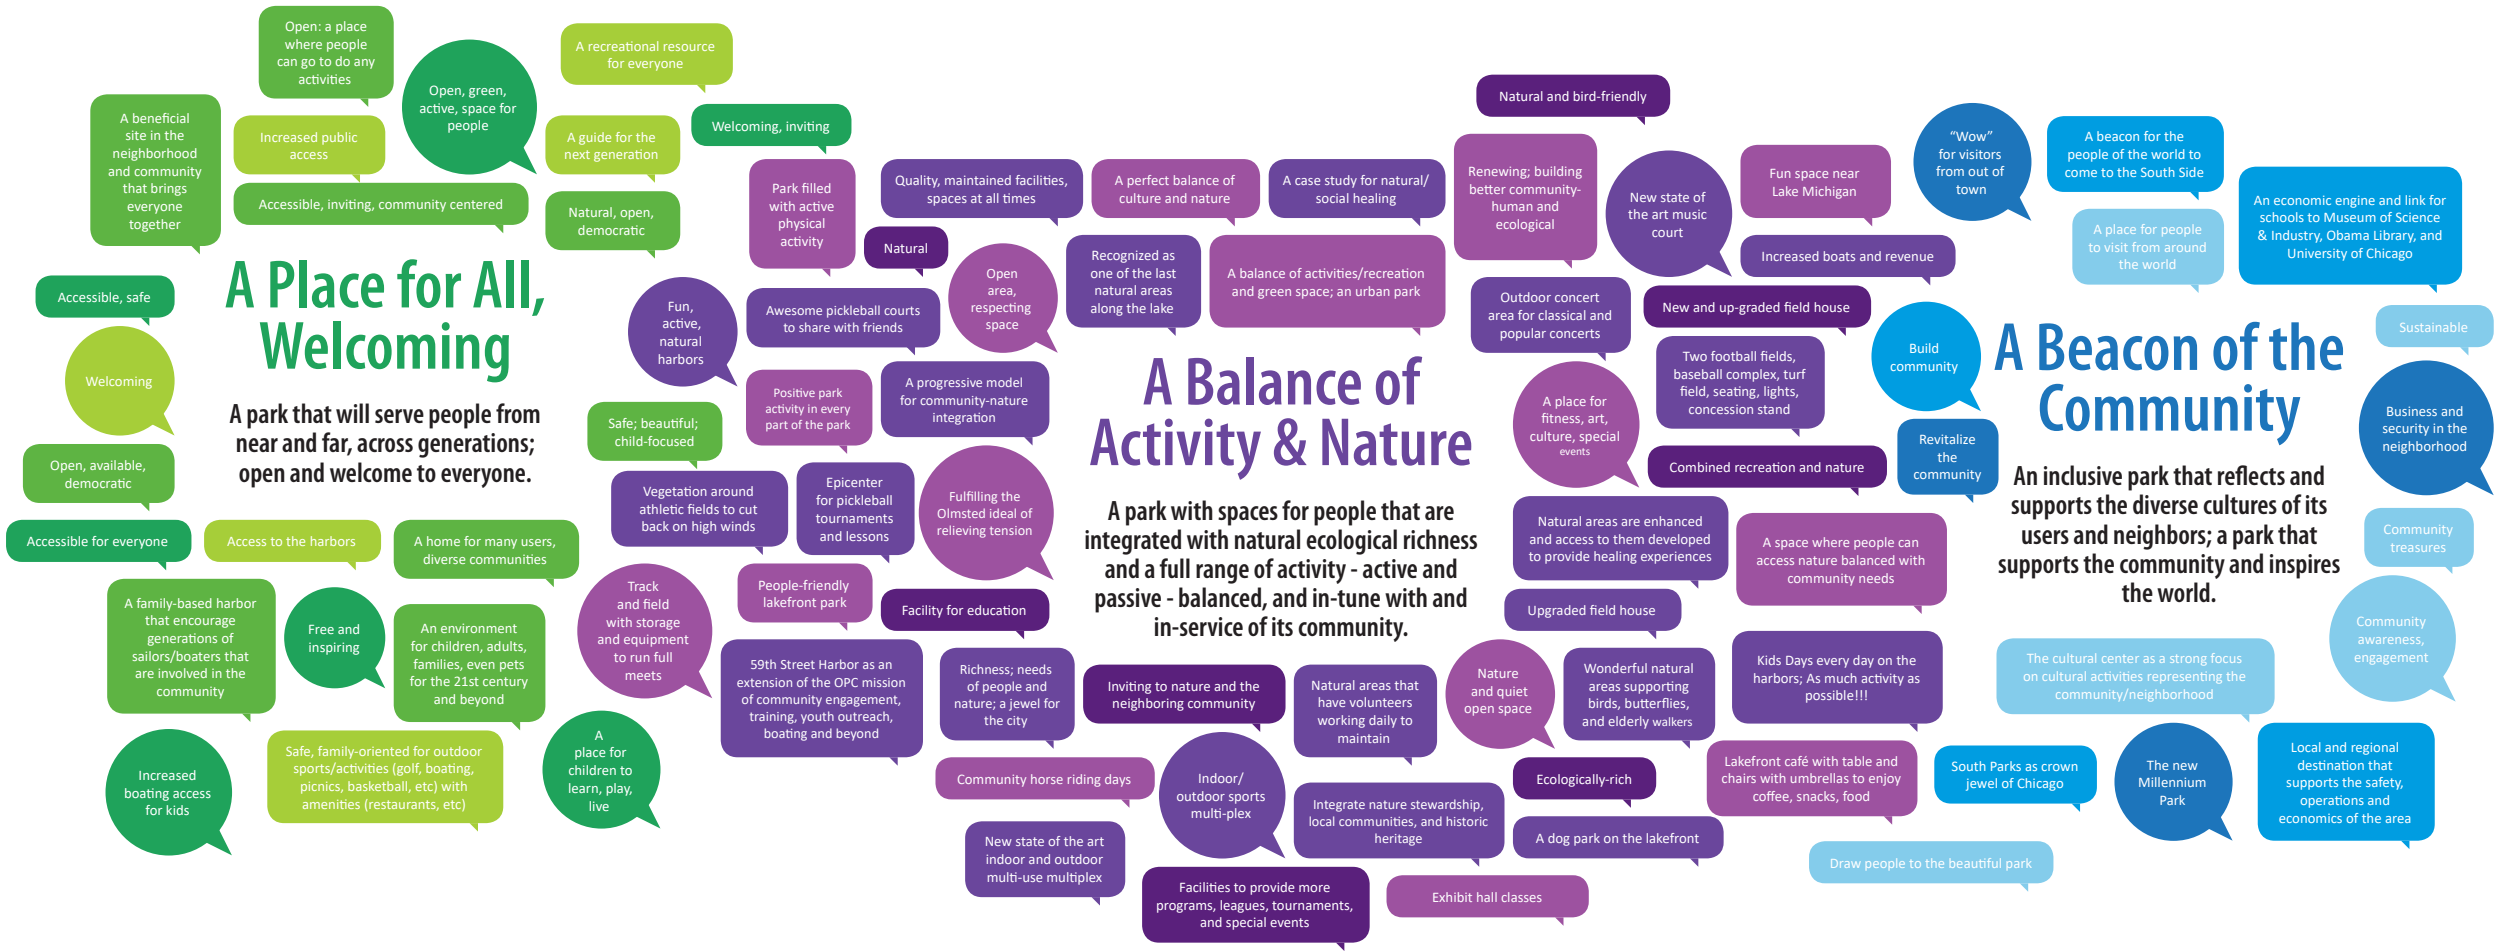 Open: a place
where people
can go to do any
activities
Open, green,
active, space for
people
A recreational resource
for everyone
A beneficial
site in the
neighborhood
and community
that brings
everyone
together
Increased public
access
A guide for the
next generation
Welcoming, inviting
Accessible, inviting, community centered
Natural, open,
democratic
Accessible, safe
A Place for All,
Welcoming
A park that will serve people from
near and far, across generations;
open and welcome to everyone.
Welcoming
Open, available,
democratic
Safe; beautiful;
child-focused
Accessible for everyone
Access to the harbors
A home for many users,
diverse communities
A family-based harbor
that encourage
generations of
sailors/boaters that
are involved in the
community
Free and
inspiring
An environment
for children, adults,
families, even pets
for the 21st century
and beyond
Increased
boating access
for kids
Safe, family-oriented for outdoor
sports/activities (golf, boating,
picnics, basketball, etc) with
amenities (restaurants, etc)
A
place for
children to
learn, play,
live
Park filled
with active
physical
activity
Quality, maintained facilities,
spaces at all times
A perfect balance of
culture and nature
A case study for natural/
social healing
Natural and bird-friendly
Renewing; building
better community-
human and
ecological
New state of
the art music
court
Fun space near
Lake Michigan
Natural
Open
area,
respecting
space
Recognized as
one of the last
natural areas
along the lake
A balance of activities/recreation
and green space; an urban park
Increased boats and revenue
Fun,
active,
natural
harbors
Awesome pickleball courts
to share with friends
Outdoor concert
area for classical and
popular concerts
New and up-graded field house
Positive park
activity in every
part of the park
A progressive model
for community-nature
integration
Two football fields,
baseball complex, turf
field, seating, lights,
concession stand
A place for
fitness, art,
culture, special
events
Combined recreation and nature
A Balance of
Activity & Nature
A park with spaces for people that are
integrated with natural ecological richness
and a full range of activity - active and
passive - balanced, and in-tune with and
in-service of its community.
Vegetation around
athletic fields to cut
back on high winds
Epicenter
for pickleball
tournaments
and lessons
Fulfilling the
Olmsted ideal of
relieving tension
Natural areas are enhanced
and access to them developed
to provide healing experiences
A space where people can
access nature balanced with
community needs
Track
and field
with storage
and equipment
to run full
meets
People-friendly
lakefront park
Facility for education
Upgraded field house
59th Street Harbor as an
extension of the OPC mission
of community engagement,
training, youth outreach,
boating and beyond
Richness; needs
of people and
nature; a jewel for
the city
Inviting to nature and the
neighboring community
Natural areas that
have volunteers
working daily to
maintain
Nature
and quiet
open space
Wonderful natural
areas supporting
birds, butterflies,
and elderly walkers
Kids Days every day on the
harbors; As much activity as
possible!!!
Community horse riding days
Indoor/
outdoor sports
multi-plex
Integrate nature stewardship,
local communities, and historic
heritage
Ecologically-rich
Lakefront café with table and
chairs with umbrellas to enjoy
coffee, snacks, food
New state of the art
indoor and outdoor
multi-use multiplex
A dog park on the lakefront
Facilities to provide more
programs, leagues, tournaments,
and special events
Exhibit hall classes
"Wow"
for visitors
from out of
town
A beacon for the
people of the world to
come to the South Side
An economic engine and link for
schools to Museum of Science
& Industry, Obama Library, and
University of Chicago
A place for people
to visit from around
the world
Sustainable
Build
community
A Beacon of the
Community
An inclusive park that reflects and
supports the diverse cultures of its
users and neighbors; a park that
supports the community and inspires
the world.
Business and
security in the
neighborhood
Revitalize
the
community
Community
treasures
Community
awareness,
engagement
The cultural center as a strong focus
on cultural activities representing the
community/neighborhood
South Parks as crown
jewel of Chicago
The new
Millennium
Park
Local and regional
destination that
supports the safety,
operations and
economics of the area
Draw people to the beautiful park